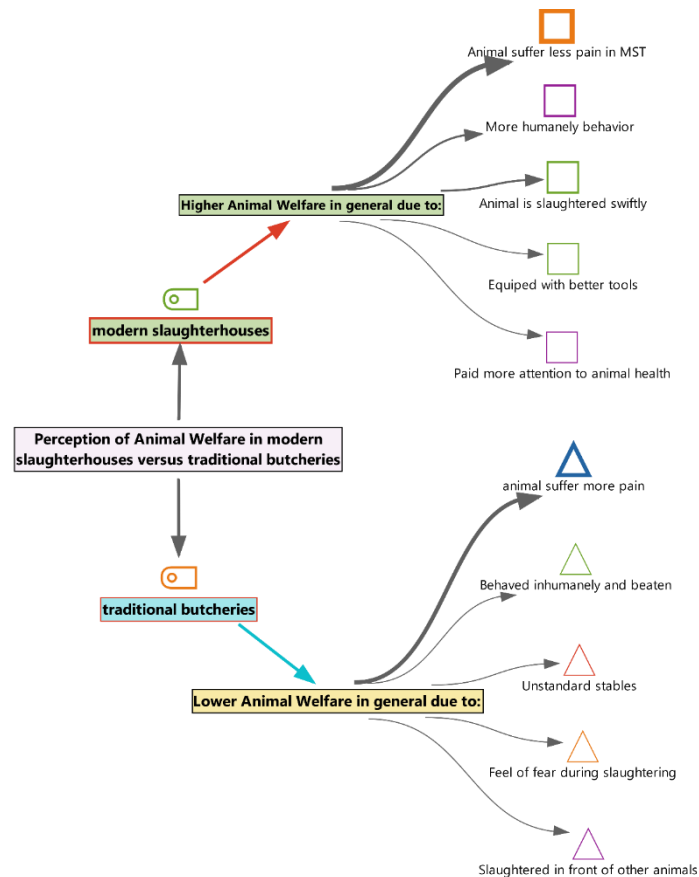 Animal suffer less pain in MST
More humanely behavior
Higher Animal Welfare in general due to:
Animal is slaughtered swiftly
Equiped with better tools
modern slaughterhouses
Paid more attention to animal health
Perception of Animal Welfare in modern
slaughterhouses versus traditional butcheries
animal suffer more pain
Behaved inhumanely and beaten
traditional butcheries
Unstandard stables
Lower Animal Welfare in general due to:
Feel of fear during slaughtering
Slaughtered in front of other animals